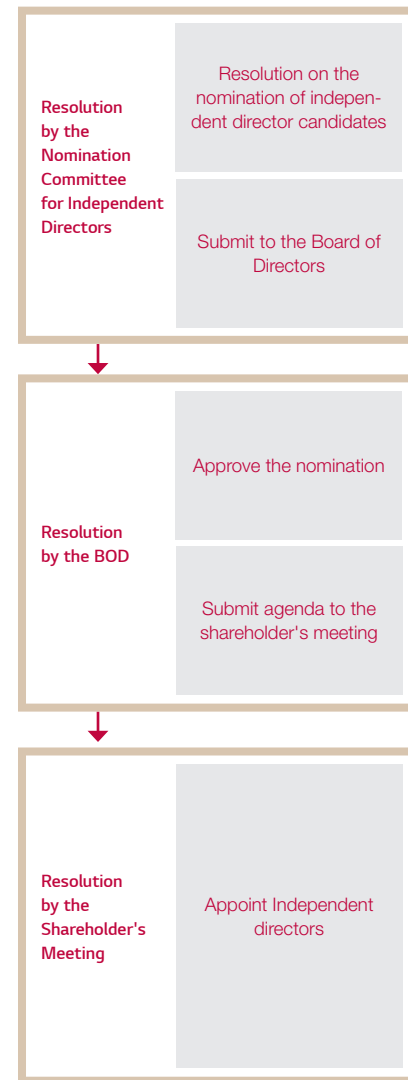 Resolution
by the
Nomination
Committee
for Independent
Directors
Resolution on the
nomination of indepen-
dent director candidates
Submit to the Board of
Directors
Resolution
by the BOD
Approve the nomination
Submit agenda to the
shareholder's meeting
Resolution
by the
Shareholder's
Meeting
Appoint Independent
directors